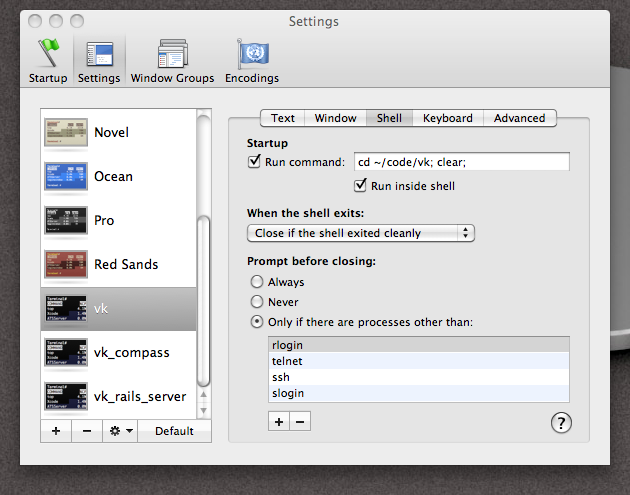 Settings
Startup
Settings
Window Groups
Encodings
Novel
Ocean
Pro
Red Sands
vk
vk_compass
vk_rails_server
Default
Text
Window
Shell
Keyboard
Advanced
Startup
Run command:
cd ~/code/vk; clear;
Run inside shell
When the shell exits:
Close if the shell exited cleanly
Prompt before closing:
Always
Never
Only if there are processes other than:
rlogin
telnet
ssh
slogin
+ −
?